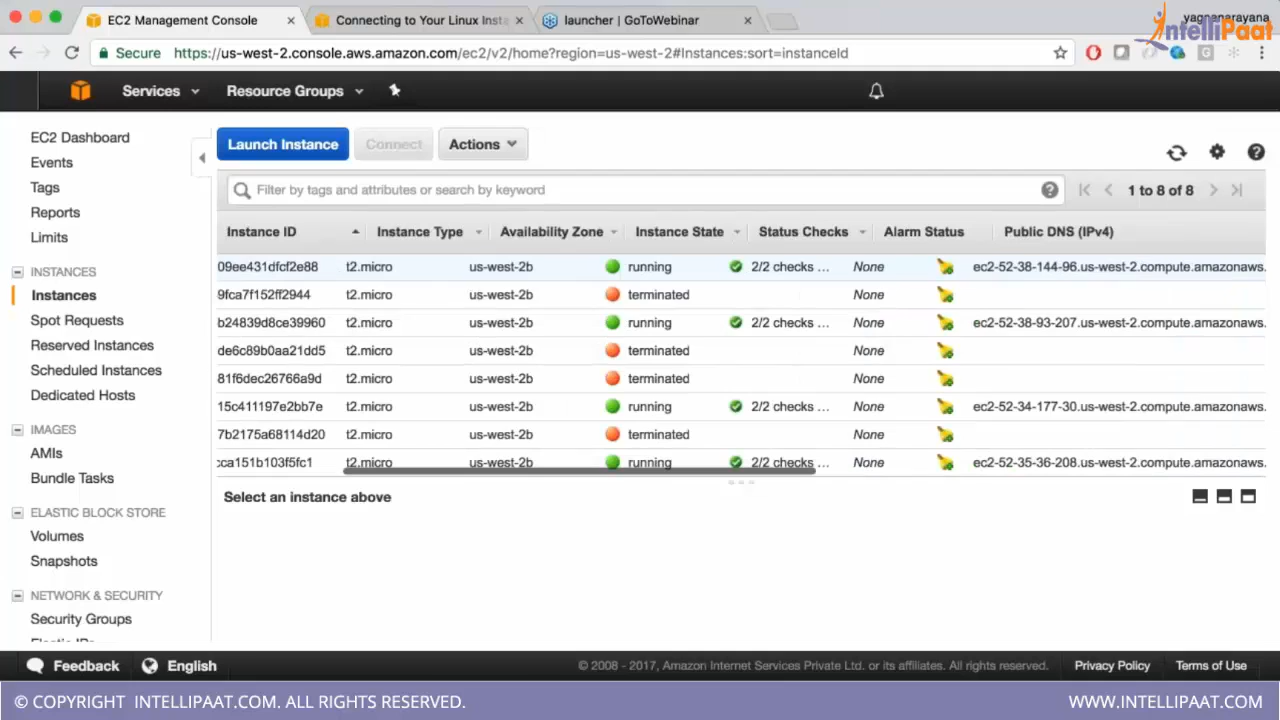 EC2 Management Console
Connecting to Your Linux Insta
launcher | GoToWebinar
yagnanarayana
IntelliPaat
Secure https://us-west-2.console.aws.amazon.com/ec2/v2/home?region=us-west-2#Instances:sort=instanceId
Services
Resource Groups
EC2 Dashboard
Events
Tags
Reports
Limits
INSTANCES
Instances
Spot Requests
Reserved Instances
Scheduled Instances
Dedicated Hosts
IMAGES
AMIs
Bundle Tasks
ELASTIC BLOCK STORE
Volumes
Snapshots
NETWORK & SECURITY
Security Groups
Elastic IPs
Launch Instance Connect Actions
Filter by tags and attributes or search by keyword
1 to 8 of 8
Instance ID Instance Type Availability Zone Instance State Status Checks Alarm Status Public DNS (IPv4)
09ee431dfcf2e88 t2.micro us-west-2b running 2/2 checks ... None ec2-52-38-144-96.us-west-2.compute.amazonaws.
9fca7f152ff2944 t2.micro us-west-2b terminated None
b24839d8ce39960 t2.micro us-west-2b running 2/2 checks ... None ec2-52-38-93-207.us-west-2.compute.amazonaws.
de6c89b0aa21dd5 t2.micro us-west-2b terminated None
81f6dec26766a9d t2.micro us-west-2b terminated None
15c411197e2bb7e t2.micro us-west-2b running 2/2 checks ... None ec2-52-34-177-30.us-west-2.compute.amazonaws.
7b2175a68114d20 t2.micro us-west-2b terminated None
cca151b103f5fc1 t2.micro us-west-2b running 2/2 checks ... None ec2-52-35-36-208.us-west-2.compute.amazonaws.
Select an instance above
Feedback
English
© 2008 - 2017, Amazon Internet Services Private Ltd. or its affiliates. All rights reserved.
Privacy Policy
Terms of Use
© COPYRIGHT INTELLIPAAT.COM. ALL RIGHTS RESERVED.
WWW.INTELLIPAAT.COM